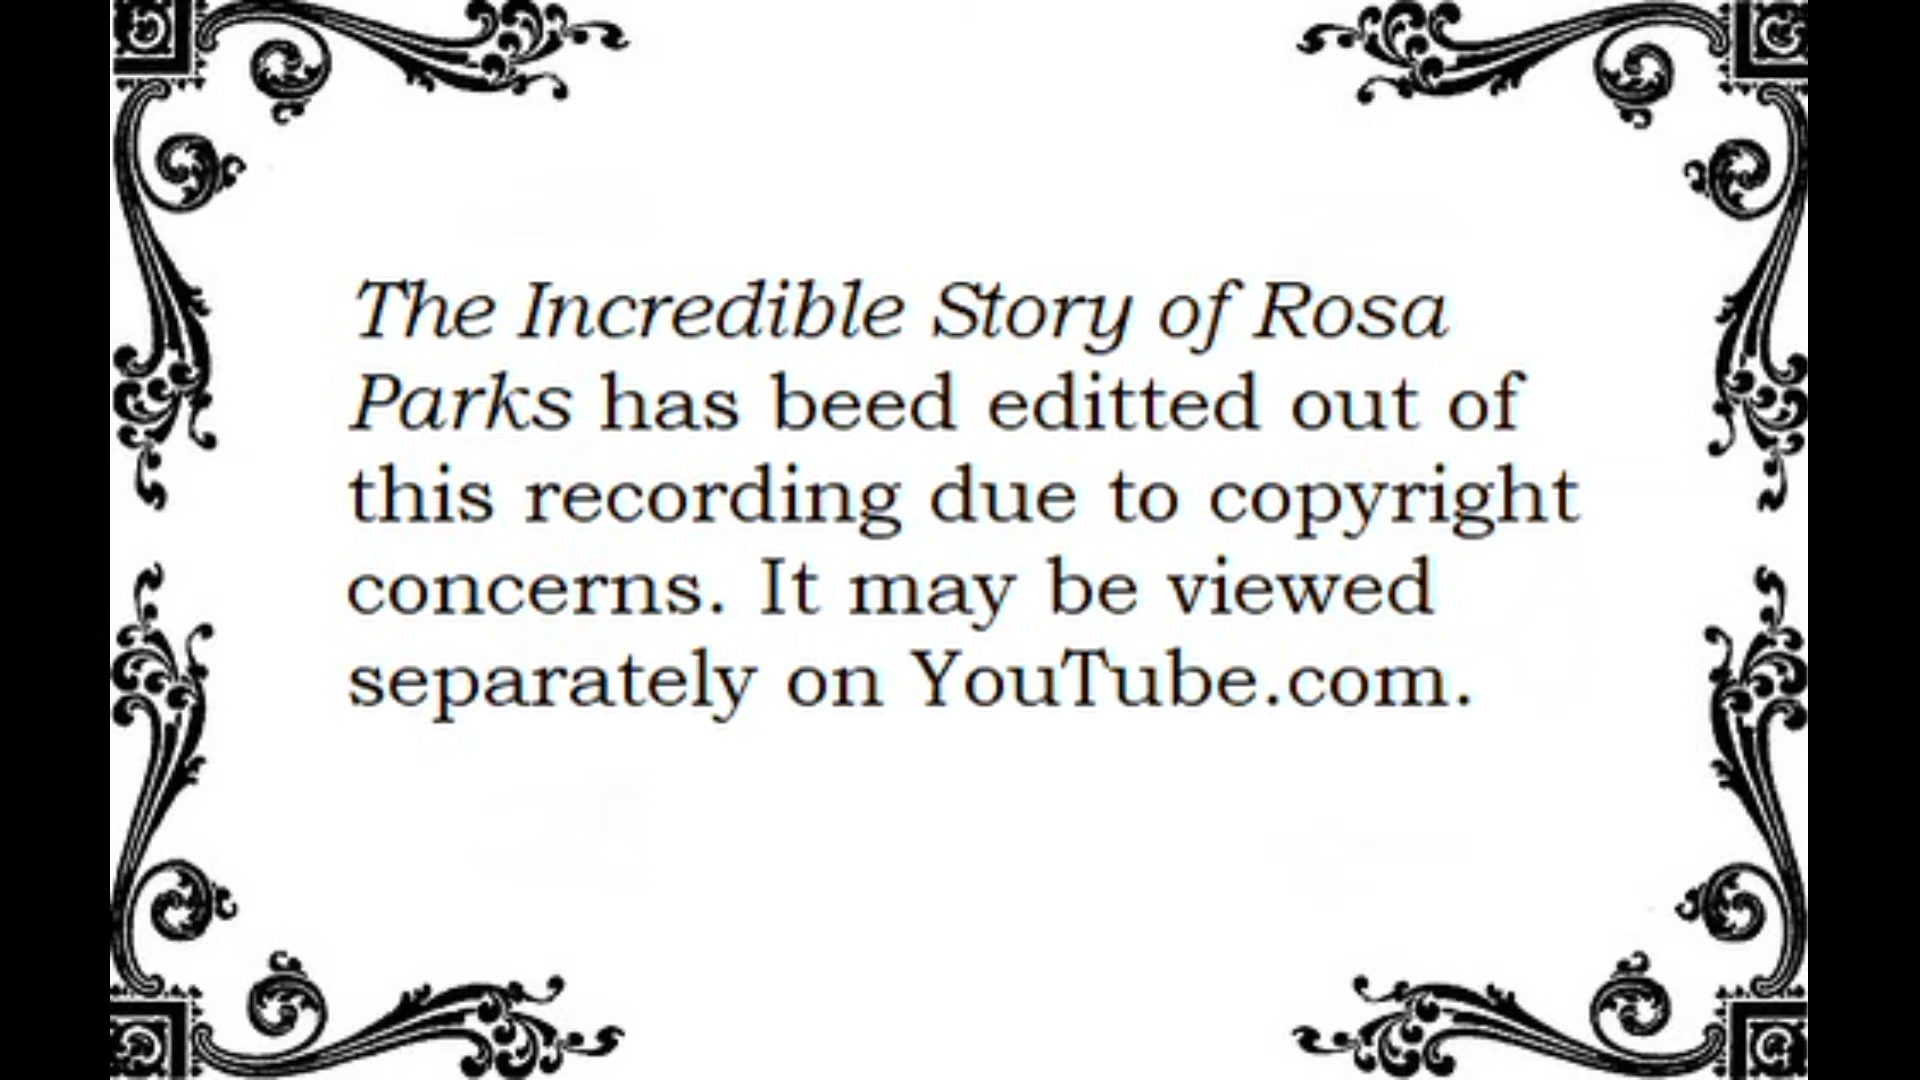 The Incredible Story of Rosa
Parks has beed editted out of
this recording due to copyright
concerns. It may be viewed
separately on YouTube.com.